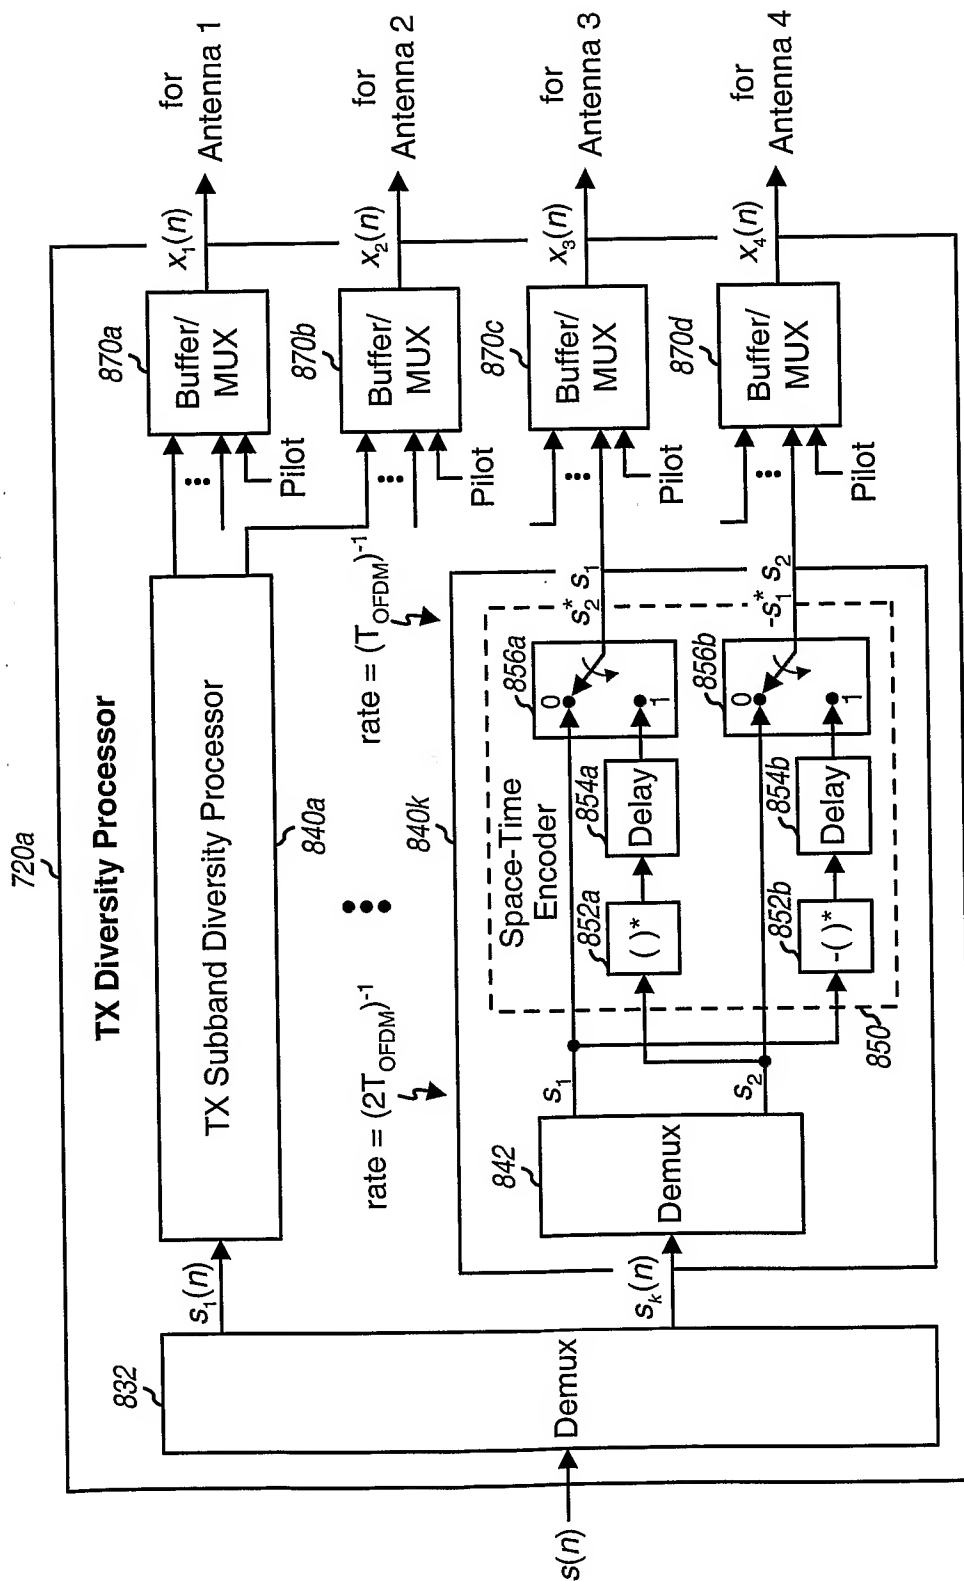 720a
TX Diversity Processor
832
Demux
s(n)
s₁(n)
sₖ(n)
TX Subband Diversity Processor
840a
rate = (2T_OFDM)⁻¹
rate = (T_OFDM)⁻¹
840k
842
Demux
s₁
s₂
Space-Time
Encoder
850
852a
( )*
854a
Delay
856a
0
1
852b
-( )*
854b
Delay
856b
0
1
s₂* s₁
-s₁* s₂
870a
Buffer/
MUX
Pilot
x₁(n)
for
Antenna 1
870b
Buffer/
MUX
Pilot
x₂(n)
for
Antenna 2
870c
Buffer/
MUX
Pilot
x₃(n)
for
Antenna 3
870d
Buffer/
MUX
Pilot
x₄(n)
for
Antenna 4